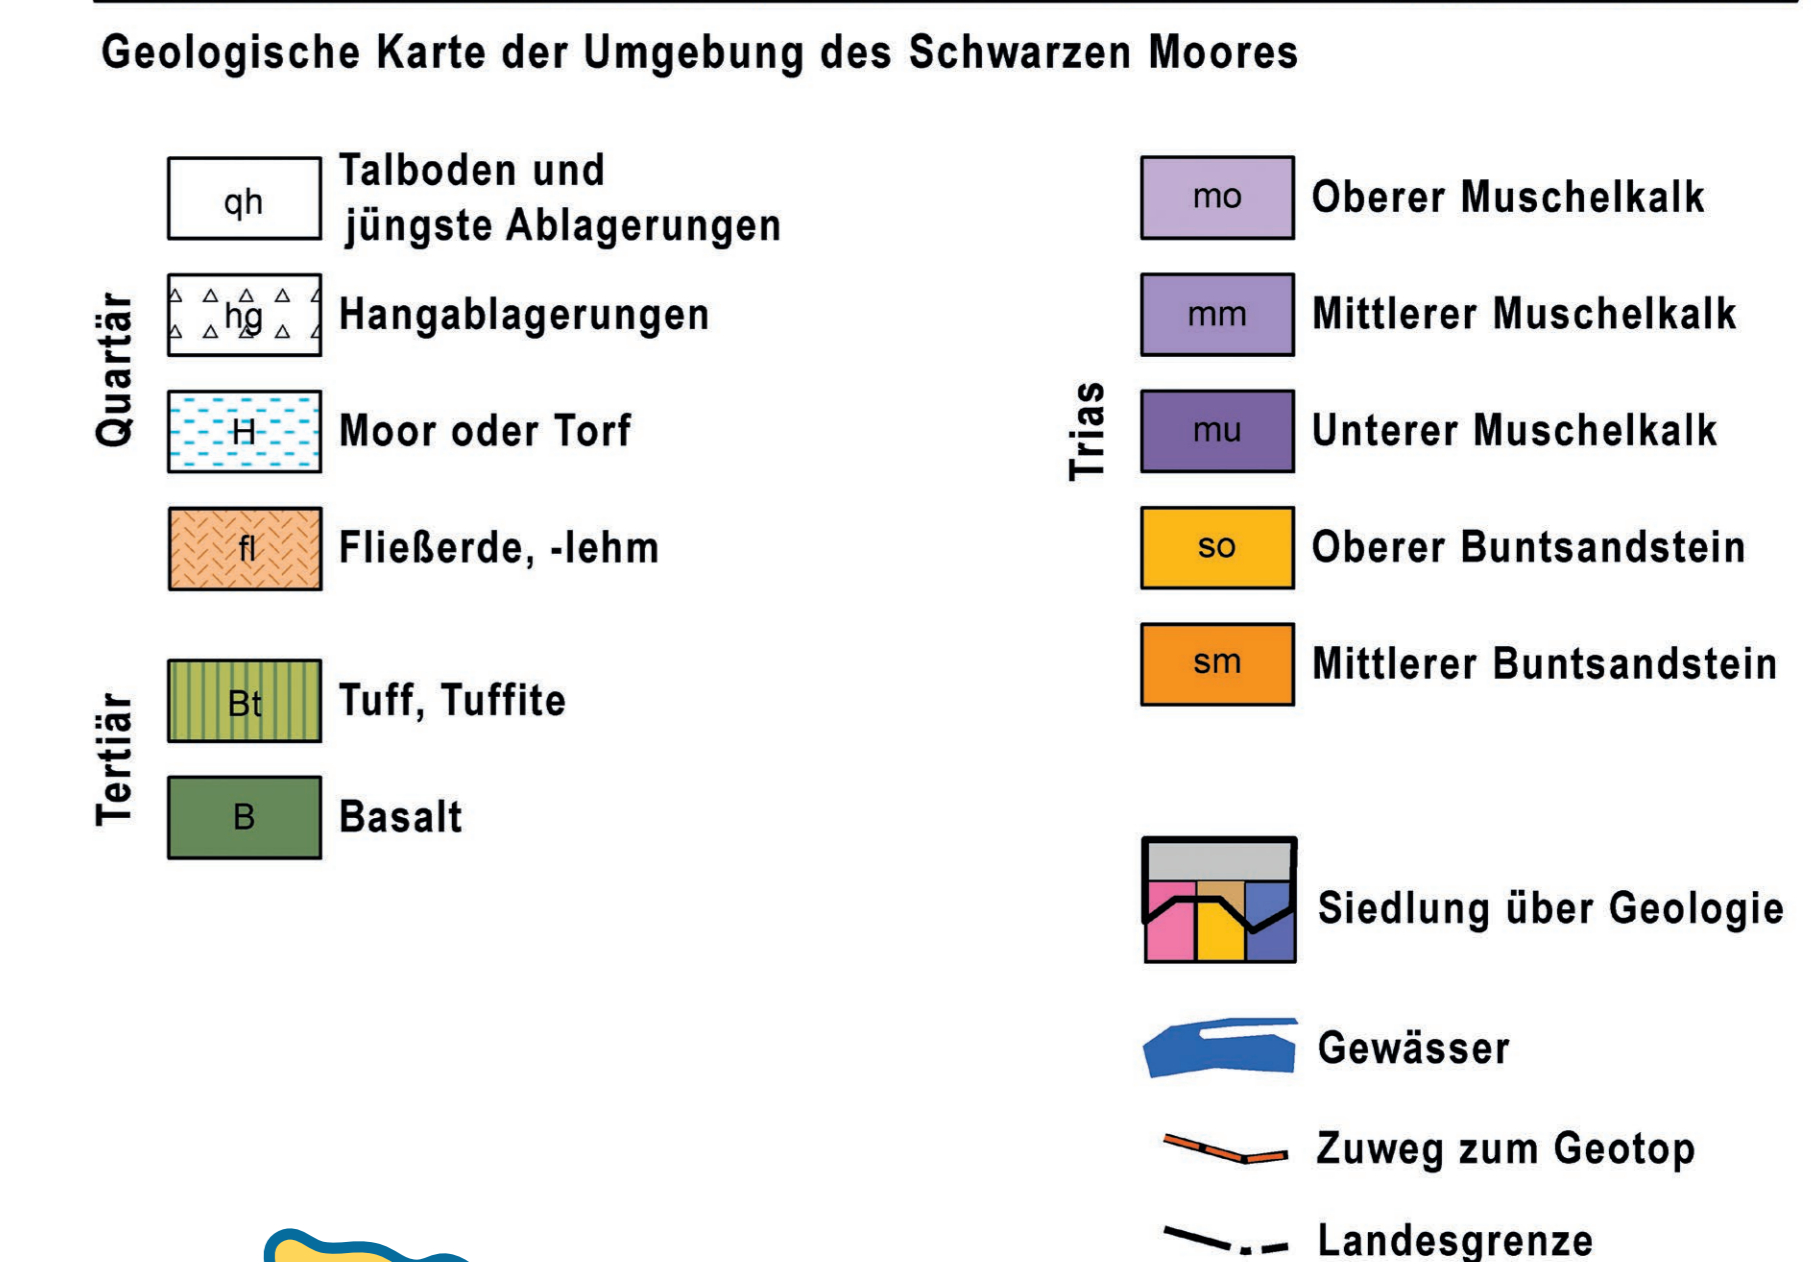 Geologische Karte der Umgebung des Schwarzen Moores
Quartär
qh
Talboden und
jüngste Ablagerungen
hg
Hangablagerungen
H
Moor oder Torf
fl
Fließerde, -lehm
Tertiär
Bt
Tuff, Tuffite
B
Basalt
Trias
mo
Oberer Muschelkalk
mm
Mittlerer Muschelkalk
mu
Unterer Muschelkalk
so
Oberer Buntsandstein
sm
Mittlerer Buntsandstein
Siedlung über Geologie
Gewässer
Zuweg zum Geotop
Landesgrenze